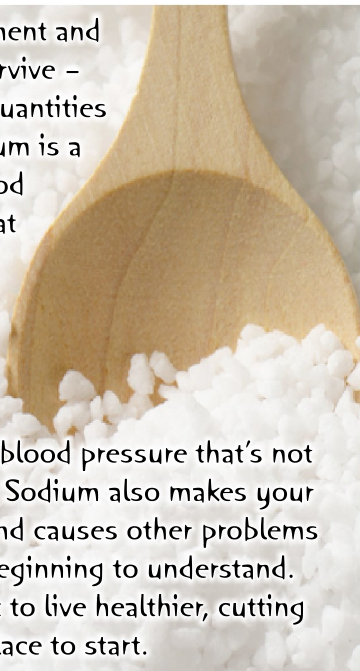 ment and
rvive –
uantities
um is a
od
at
blood pressure that's not
Sodium also makes your
nd causes other problems
eginning to understand.
to live healthier, cutting
lace to start.